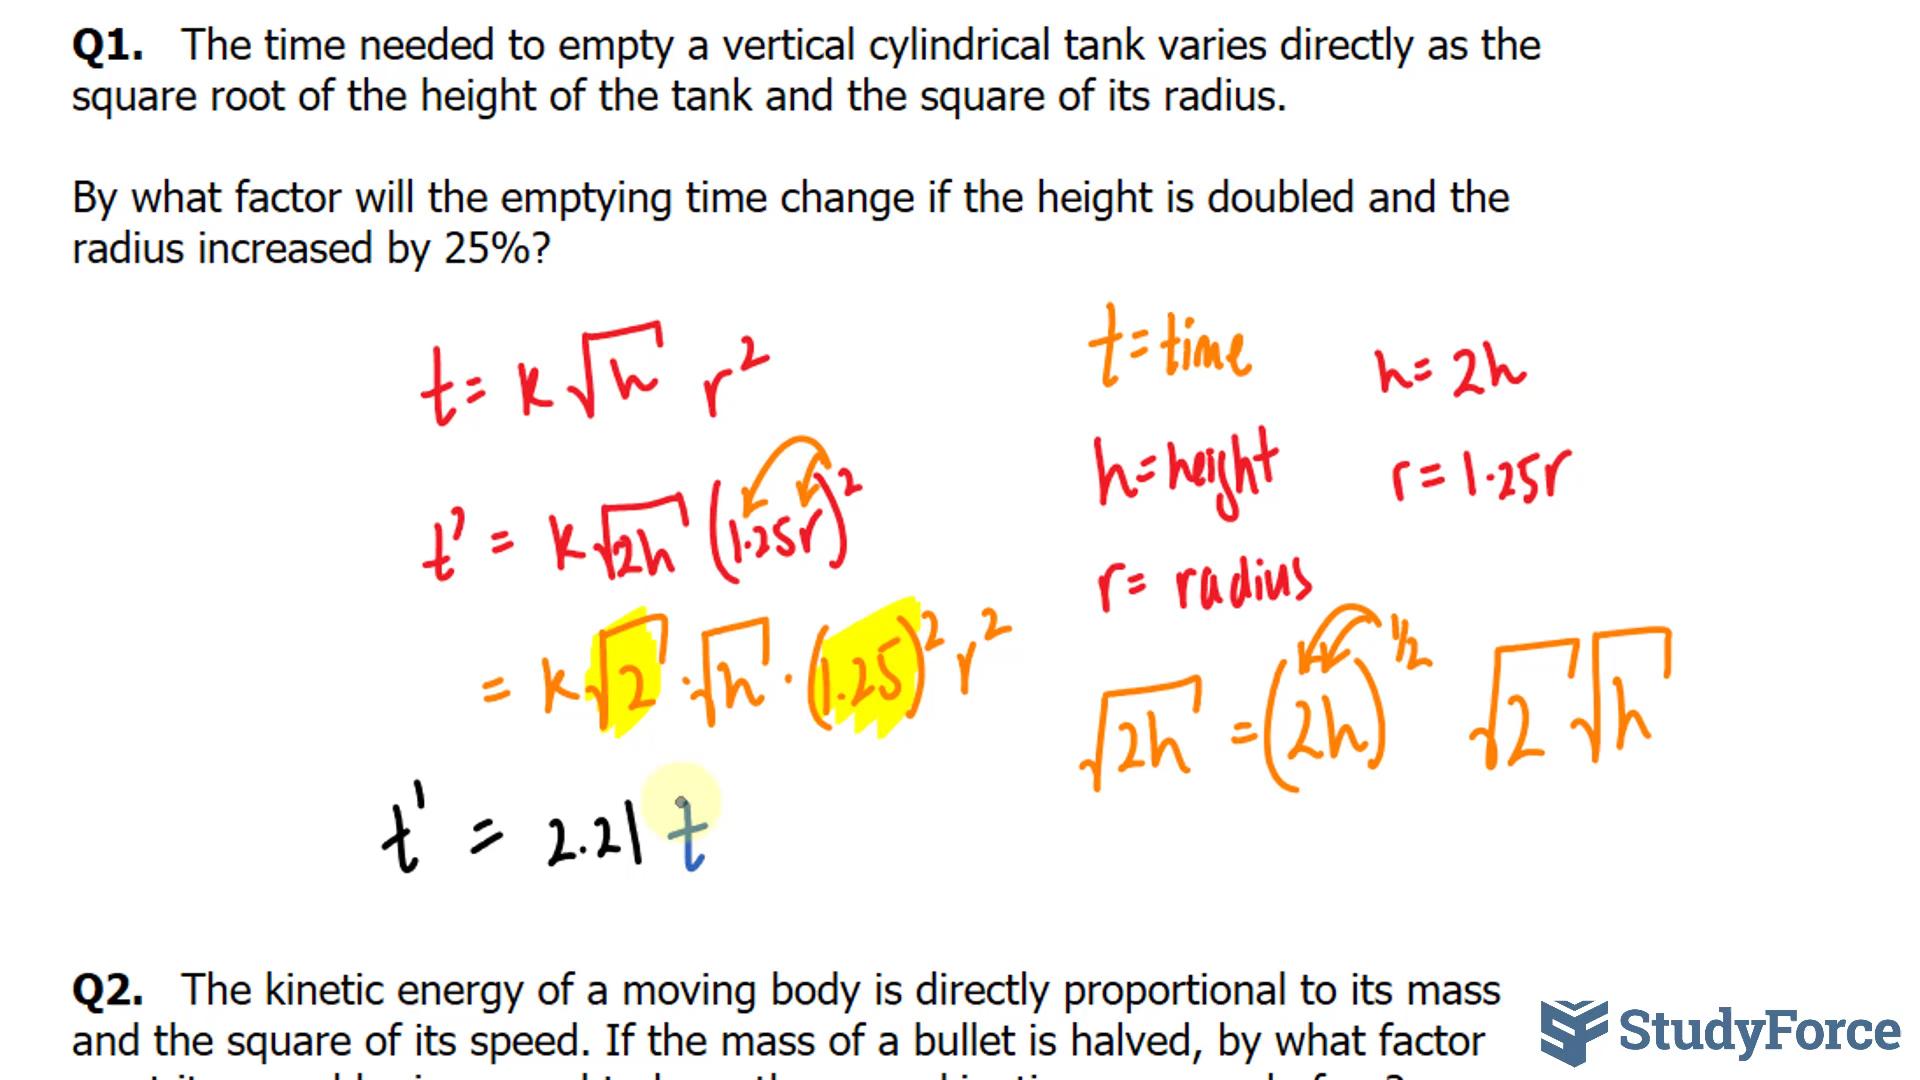 Q1. The time needed to empty a vertical cylindrical tank varies directly as the
square root of the height of the tank and the square of its radius.
By what factor will the emptying time change if the height is doubled and the
radius increased by 25%?
t = k√h r²
t' = k√2h (1.25r)²
= k√2 · √h · (1.25)² r²
t' = 2.21 t
t = time
h = height
r = radius
h = 2h
r = 1.25r
√2h = (2h)^½ √2 √h
Q2. The kinetic energy of a moving body is directly proportional to its mass
and the square of its speed. If the mass of a bullet is halved, by what factor
StudyForce